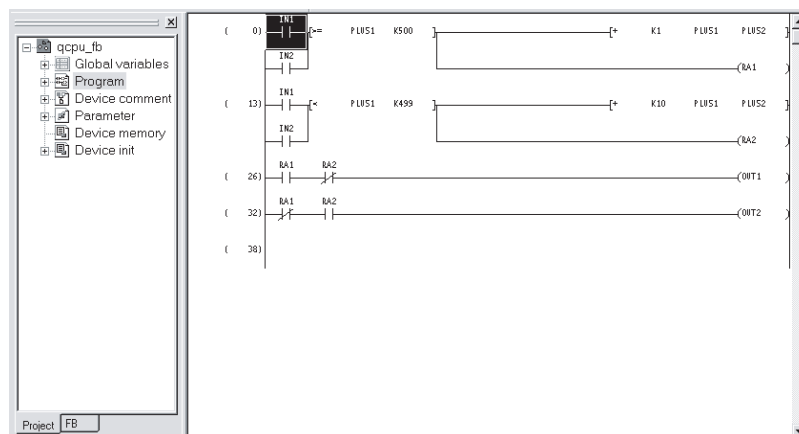 qcpu_fb
Global variables
Program
Device comment
Parameter
Device memory
Device init
Project FB
IN1
( 0) [>= PLUS1 K500 ] [+ K1 PLUS1 PLUS2 ]
IN2
(RA1 )
IN1
( 13) [< PLUS1 K499 ] [+ K10 PLUS1 PLUS2 ]
IN2
(RA2 )
RA1 RA2
( 26) (OUT1 )
RA1 RA2
( 32) (OUT2 )
( 38)